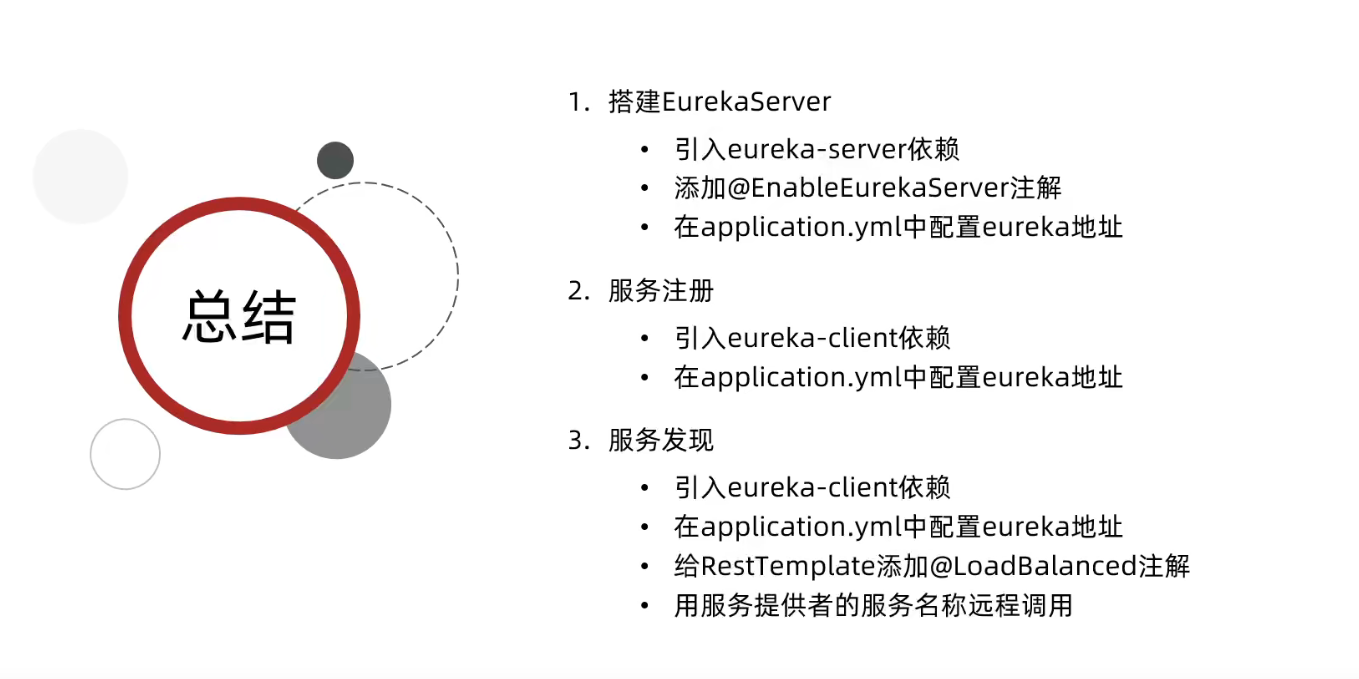 总结
1. 搭建EurekaServer
• 引入eureka-server依赖
• 添加@EnableEurekaServer注解
• 在application.yml中配置eureka地址
2. 服务注册
• 引入eureka-client依赖
• 在application.yml中配置eureka地址
3. 服务发现
• 引入eureka-client依赖
• 在application.yml中配置eureka地址
• 给RestTemplate添加@LoadBalanced注解
• 用服务提供者的服务名称远程调用